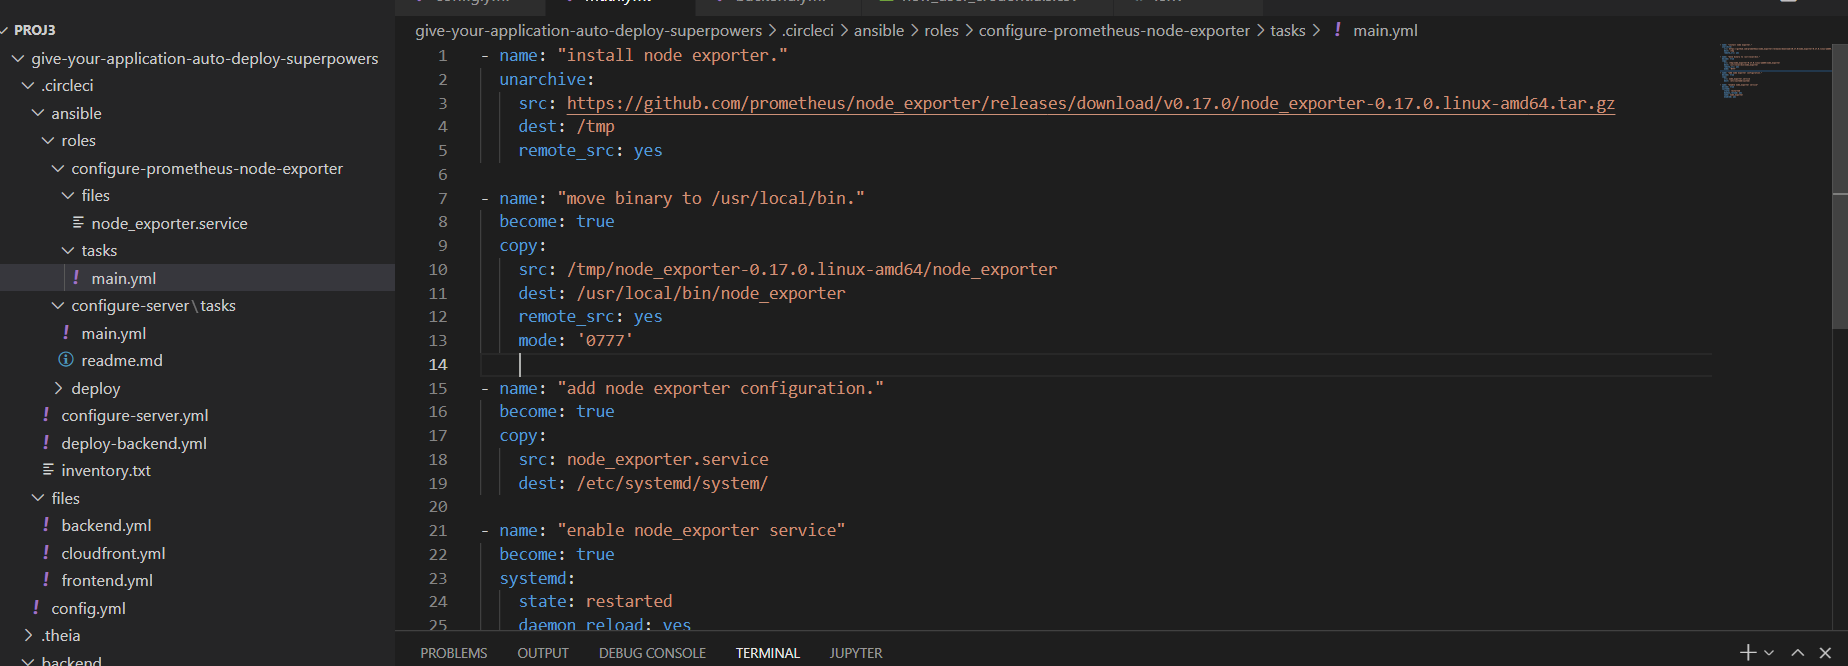 PROJ3
give-your-application-auto-deploy-superpowers
.circleci
ansible
roles
configure-prometheus-node-exporter
files
node_exporter.service
tasks
main.yml
configure-server\tasks
main.yml
readme.md
deploy
configure-server.yml
deploy-backend.yml
inventory.txt
files
backend.yml
cloudfront.yml
frontend.yml
config.yml
.theia
backend
give-your-application-auto-deploy-superpowers > .circleci > ansible > roles > configure-prometheus-node-exporter > tasks > ! main.yml
1 - name: "install node exporter."
2 unarchive:
3 src: https://github.com/prometheus/node_exporter/releases/download/v0.17.0/node_exporter-0.17.0.linux-amd64.tar.gz
4 dest: /tmp
5 remote_src: yes
6
7 - name: "move binary to /usr/local/bin."
8 become: true
9 copy:
10 src: /tmp/node_exporter-0.17.0.linux-amd64/node_exporter
11 dest: /usr/local/bin/node_exporter
12 remote_src: yes
13 mode: '0777'
14
15 - name: "add node exporter configuration."
16 become: true
17 copy:
18 src: node_exporter.service
19 dest: /etc/systemd/system/
20
21 - name: "enable node_exporter service"
22 become: true
23 systemd:
24 state: restarted
25 daemon_reload: yes
PROBLEMS OUTPUT DEBUG CONSOLE TERMINAL JUPYTER